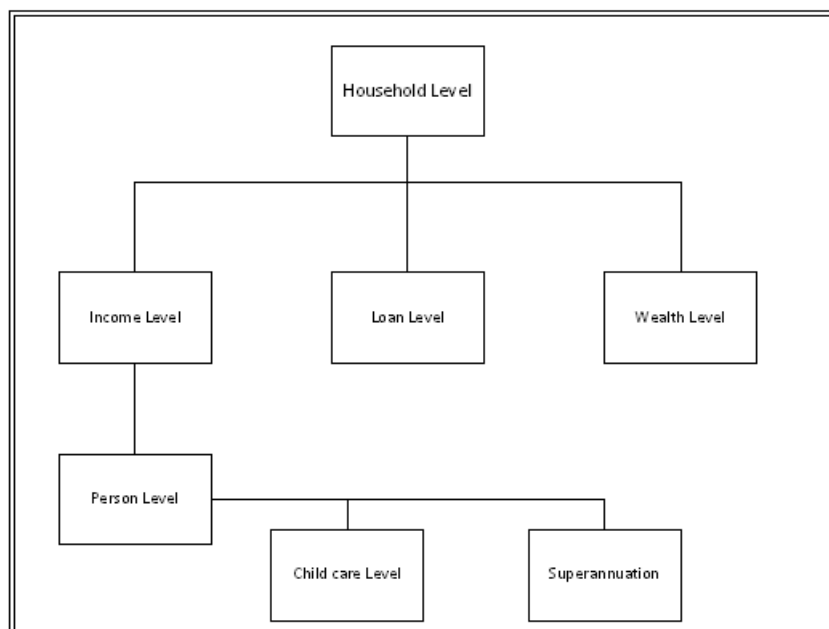 Household Level
Income Level
Loan Level
Wealth Level
Person Level
Child care Level
Superannuation